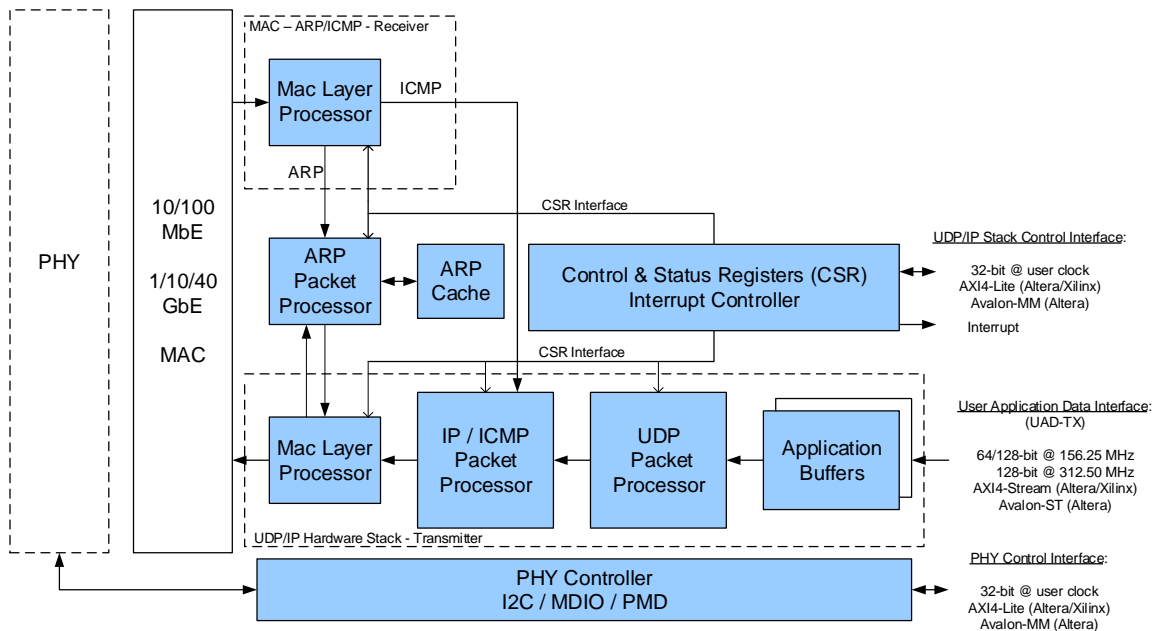 MAC – ARP/ICMP - Receiver
Mac Layer
Processor
ICMP
ARP
PHY
10/100
MbE
1/10/40
GbE
MAC
CSR Interface
ARP
Packet
Processor
ARP
Cache
Control & Status Registers (CSR)
Interrupt Controller
UDP/IP Stack Control Interface:
32-bit @ user clock
AXI4-Lite (Altera/Xilinx)
Avalon-MM (Altera)
Interrupt
CSR Interface
Mac Layer
Processor
IP / ICMP
Packet
Processor
UDP
Packet
Processor
Application
Buffers
User Application Data Interface:
(UAD-TX)
64/128-bit @ 156.25 MHz
128-bit @ 312.50 MHz
AXI4-Stream (Altera/Xilinx)
Avalon-ST (Altera)
UDP/IP Hardware Stack - Transmitter
PHY Controller
I2C / MDIO / PMD
PHY Control Interface:
32-bit @ user clock
AXI4-Lite (Altera/Xilinx)
Avalon-MM (Altera)